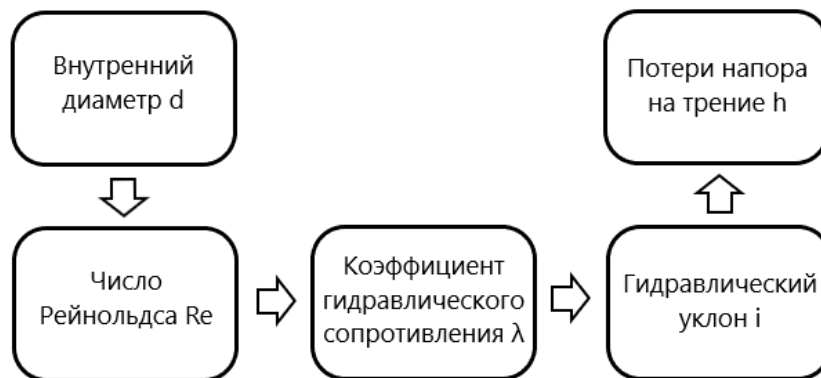 Внутренний
диаметр d
Число
Рейнольдса Re
Коэффициент
гидравлического
сопротивления λ
Гидравлический
уклон i
Потери напора
на трение h